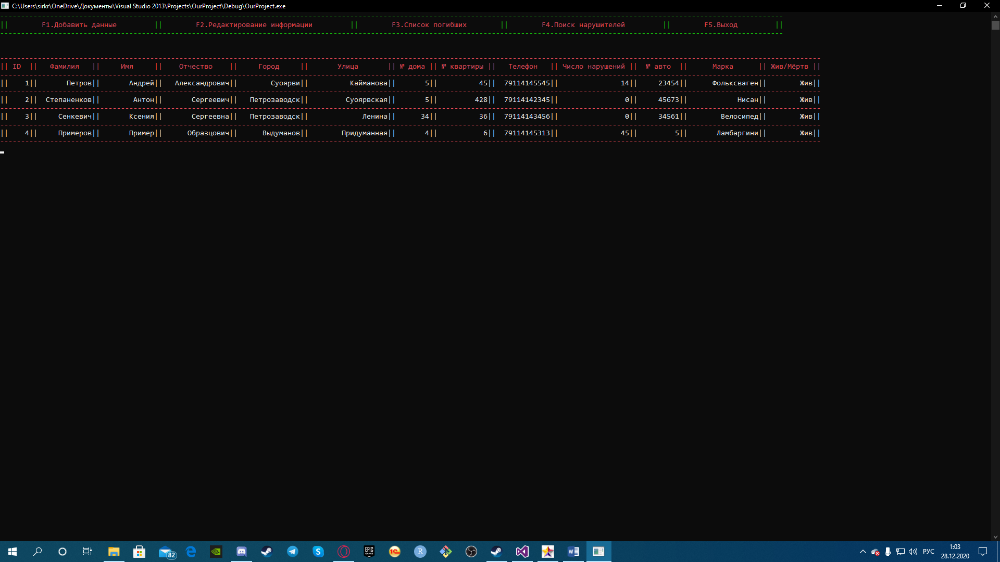 C:\Users\sirkr\OneDrive\Документы\Visual Studio 2013\Projects\OurProject\Debug\OurProject.exe
|| F1.Добавить данные || F2.Редактирование информации || F3.Список погибших || F4.Поиск нарушителей || F5.Выход ||
|| ID || Фамилия || Имя || Отчество || Город || Улица || № дома || № квартиры || Телефон || Число нарушений || № авто || Марка || Жив/Мёртв ||
|| 1|| Петров|| Андрей|| Александрович|| Суоярви|| Кайманова|| 5|| 45|| 79114145545|| 14|| 23454|| Фольксваген|| Жив||
|| 2|| Степаненков|| Антон|| Сергеевич|| Петрозаводск|| Суоярвская|| 5|| 428|| 79114142345|| 0|| 45673|| Нисан|| Жив||
|| 3|| Сенкевич|| Ксения|| Сергеевна|| Петрозаводск|| Ленина|| 34|| 36|| 79114143456|| 0|| 34561|| Велосипед|| Жив||
|| 4|| Примеров|| Пример|| Образцович|| Выдуманов|| Придуманная|| 4|| 6|| 79114145313|| 45|| 5|| Ламбаргини|| Жив||
82
EPIC GAMES
1С
R
РУС
1:03
28.12.2020